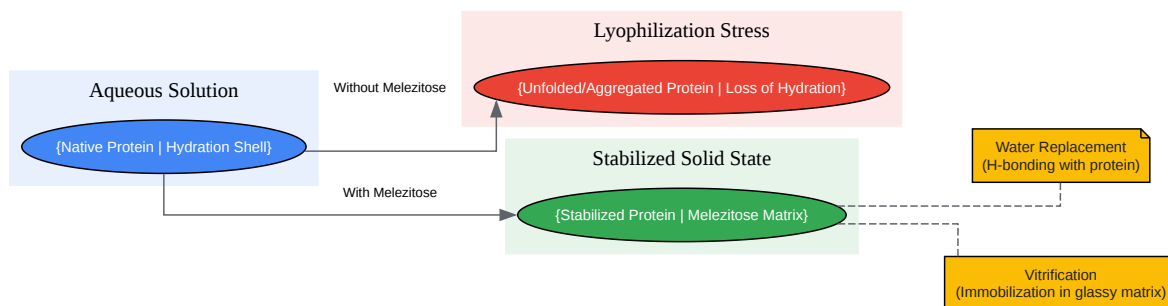 Lyophilization Stress
{Unfolded/Aggregated Protein | Loss of Hydration}
Aqueous Solution
Without Melezitose
{Native Protein | Hydration Shell}
With Melezitose
Stabilized Solid State
{Stabilized Protein | Melezitose Matrix}
Water Replacement
(H-bonding with protein)
Vitrification
(Immobilization in glassy matrix)